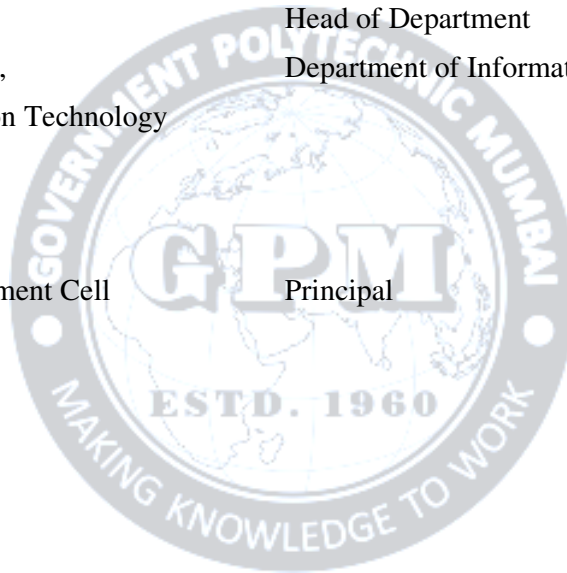 Head of Department
, Department of Informat
on Technology
ment Cell Principal
GOVERNMENT POLYTECHNIC MUMBAI
GPM
ESTD. 1960
MAKING KNOWLEDGE TO WORK